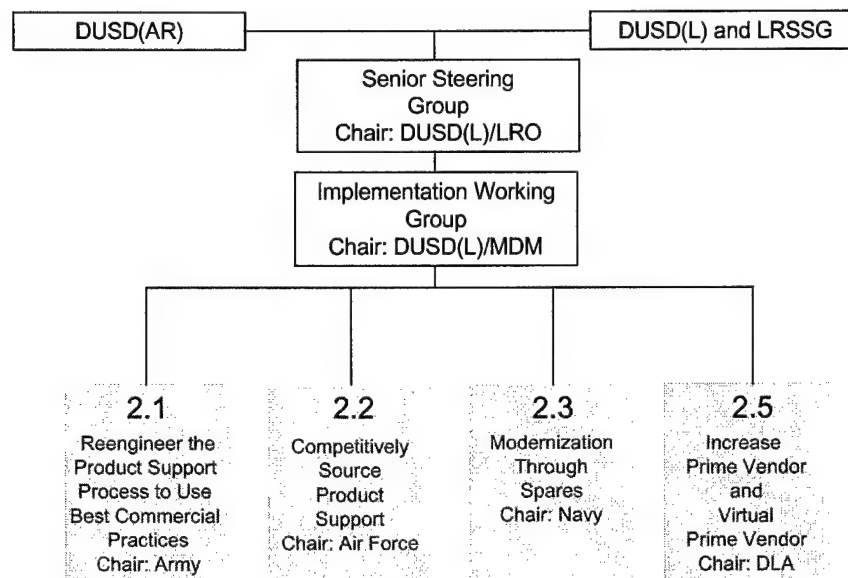 DUSD(AR)
DUSD(L) and LRSSG
Senior Steering
Group
Chair: DUSD(L)/LRO
Implementation Working
Group
Chair: DUSD(L)/MDM
2.1
Reengineer the
Product Support
Process to Use
Best Commercial
Practices
Chair: Army
2.2
Competitively
Source
Product
Support
Chair: Air Force
2.3
Modernization
Through
Spares
Chair: Navy
2.5
Increase
Prime Vendor
and
Virtual
Prime Vendor
Chair: DLA